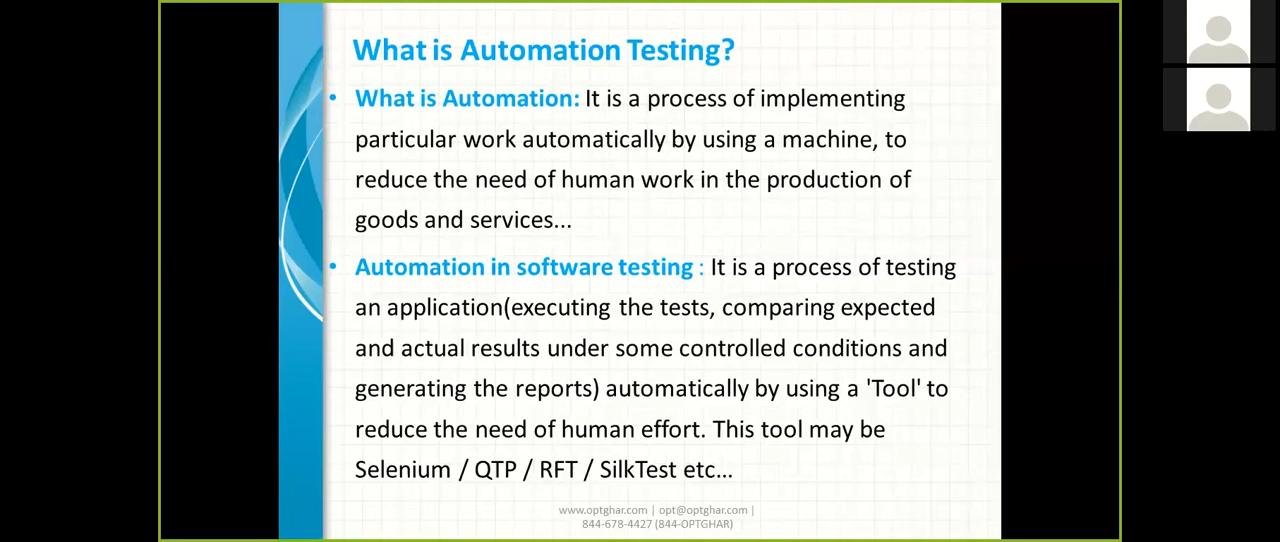 What is Automation Testing?
• What is Automation: It is a process of implementing
particular work automatically by using a machine, to
reduce the need of human work in the production of
goods and services...
• Automation in software testing : It is a process of testing
an application(executing the tests, comparing expected
and actual results under some controlled conditions and
generating the reports) automatically by using a 'Tool' to
reduce the need of human effort. This tool may be
Selenium / QTP / RFT / SilkTest etc...
www.optghar.com | opt@optghar.com |
844-678-4427 (844-OPTGHAR)